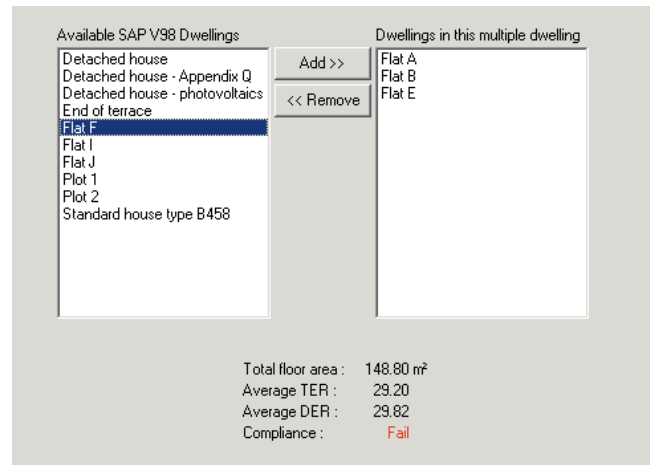 Available SAP V98 Dwellings
Detached house
Detached house - Appendix Q
Detached house - photovoltaics
End of terrace
Flat F
Flat I
Flat J
Plot 1
Plot 2
Standard house type B458
Add >>
<< Remove
Dwellings in this multiple dwelling
Flat A
Flat B
Flat E
Total floor area : 148.80 m²
Average TER : 29.20
Average DER : 29.82
Compliance : Fail